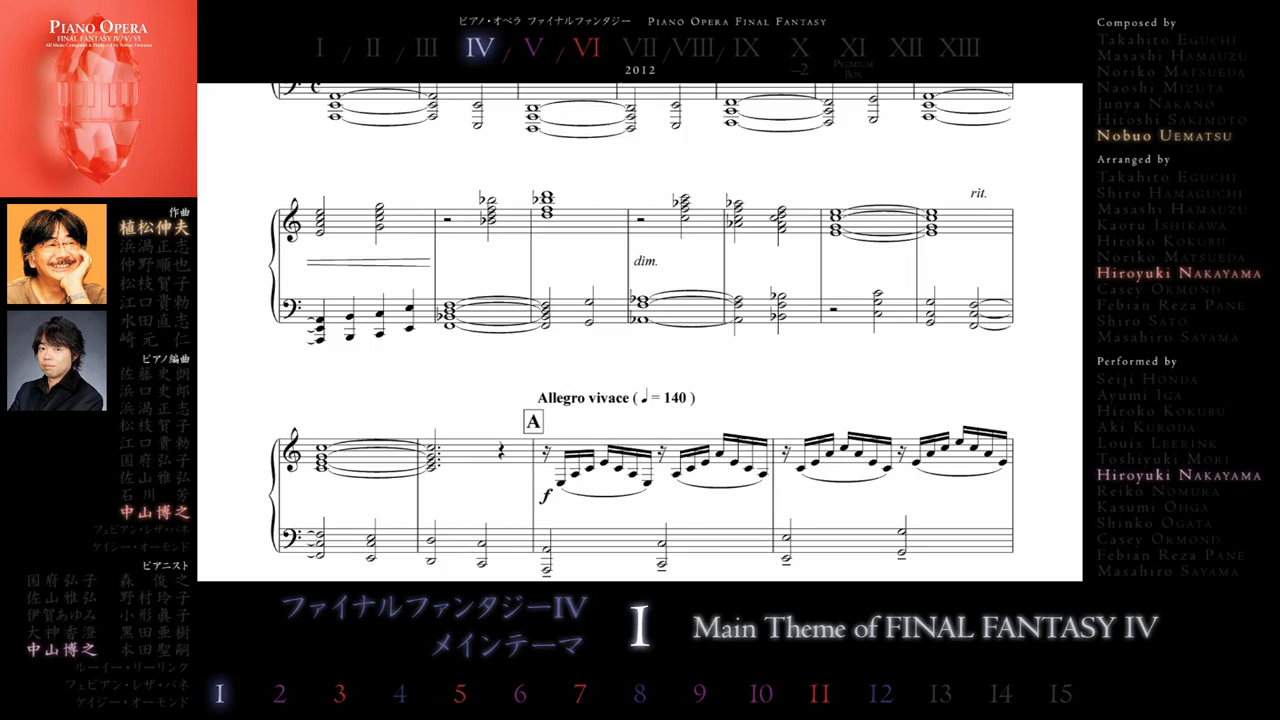 PIANO OPERA
FINAL FANTASY IV/V/VI
All Music Composed & Produced by Nobuo Uematsu
ピアノ・オペラ ファイナルファンタジー PIANO OPERA FINAL FANTASY
I / II / III IV / V / VI VII / VIII / IX X XI XII XIII
-2 PREMIUM BOX
2012
作曲
植松伸夫
浜渦正志
仲野順也
松枝賀子
江口貴勅
水田直志
崎元 仁
ピアノ編曲
佐藤史朗
浜口史郎
浜渦正志
松枝賀子
江口貴勅
国府弘子
佐山雅弘
石川 芳
中山博之
フェビアン・レザ・パネ
ケイシー・オーモンド
ピアニスト
国府弘子 森 俊之
佐山雅弘 野村玲子
伊賀あゆみ 小形眞子
大神杏澄 黒田亜樹
中山博之 本田聖嗣
ルーイー・リーリンク
フェビアン・レザ・パネ
ケイジー・オーモンド
rit.
dim.
Allegro vivace ( ♩ = 140 )
A
f
Composed by
Takahito EGUCHI
Masashi HAMAUZU
Noriko MATSUEDA
Naoshi MIZUTA
Junya NAKANO
Hitoshi SAKIMOTO
Nobuo UEMATSU
Arranged by
Takahito EGUCHI
Shiro HAMAGUCHI
Masashi HAMAUZU
Kaoru ISHIKAWA
Hiroko KOKUBU
Noriko MATSUEDA
Hiroyuki NAKAYAMA
Casey ORMOND
Febian Reza PANE
Shiro SATO
Masahiro SAYAMA
Performed by
Seiji HONDA
Ayumi IGA
Hiroko KOKUBU
Aki KURODA
Louis LEERINK
Toshiyuki MORI
Hiroyuki NAKAYAMA
Reiko NOMURA
Kasumi OHGA
Shinko OGATA
Casey ORMOND
Febian Reza PANE
Masahiro SAYAMA
ファイナルファンタジーIV
メインテーマ
1 Main Theme of FINAL FANTASY IV
1 2 3 4 5 6 7 8 9 10 11 12 13 14 15